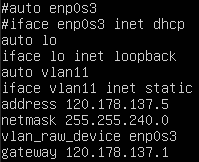 #auto enp0s3
#iface enp0s3 inet dhcp
auto lo
iface lo inet loopback
auto vlan11
iface vlan11 inet static
address 120.178.137.5
netmask 255.255.240.0
vlan_raw_device enp0s3
gateway 120.178.137.1